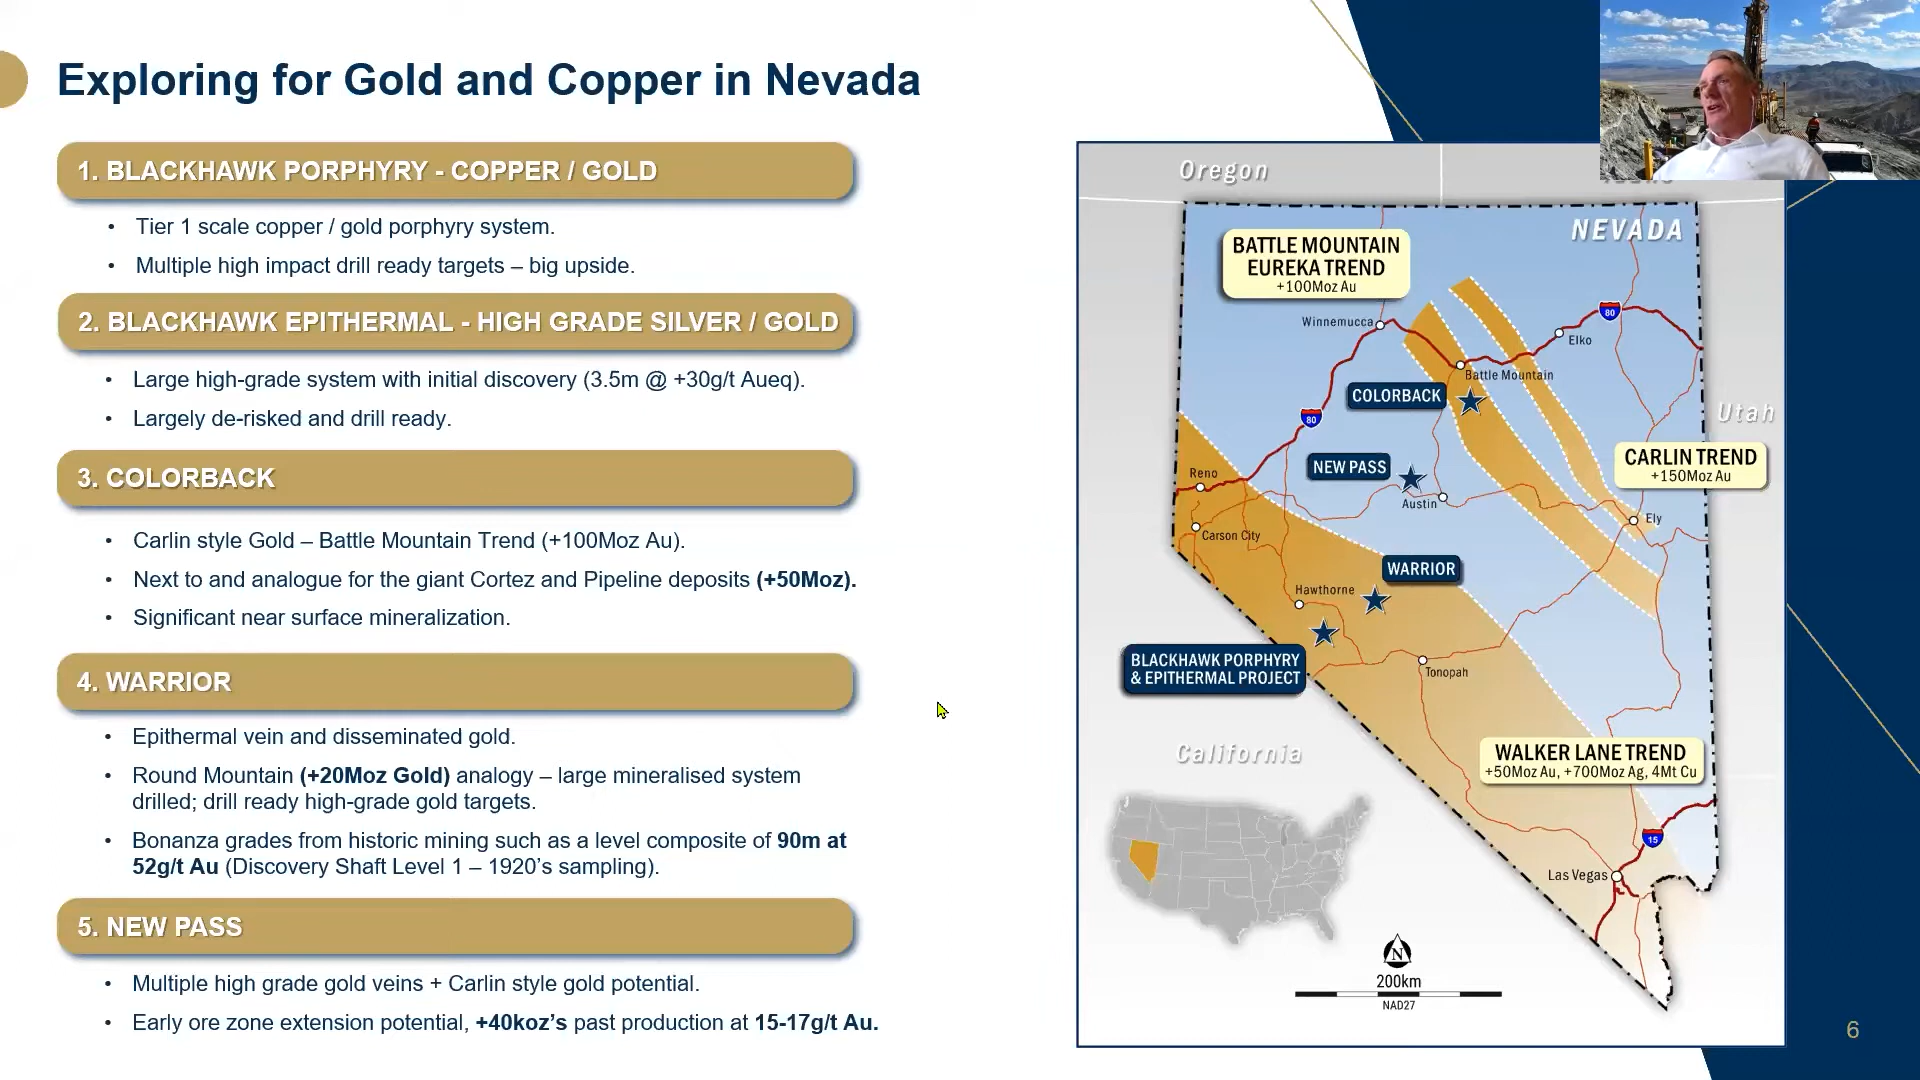 Exploring for Gold and Copper in Nevada
1. BLACKHAWK PORPHYRY - COPPER / GOLD
• Tier 1 scale copper / gold porphyry system.
• Multiple high impact drill ready targets – big upside.
2. BLACKHAWK EPITHERMAL - HIGH GRADE SILVER / GOLD
• Large high-grade system with initial discovery (3.5m @ +30g/t Aueq).
• Largely de-risked and drill ready.
3. COLORBACK
• Carlin style Gold – Battle Mountain Trend (+100Moz Au).
• Next to and analogue for the giant Cortez and Pipeline deposits (+50Moz).
• Significant near surface mineralization.
4. WARRIOR
• Epithermal vein and disseminated gold.
• Round Mountain (+20Moz Gold) analogy – large mineralised system
drilled; drill ready high-grade gold targets.
• Bonanza grades from historic mining such as a level composite of 90m at
52g/t Au (Discovery Shaft Level 1 – 1920’s sampling).
5. NEW PASS
• Multiple high grade gold veins + Carlin style gold potential.
• Early ore zone extension potential, +40koz’s past production at 15-17g/t Au.
Oregon
NEVADA
BATTLE MOUNTAIN
EUREKA TREND
+100Moz Au
Winnemucca
80
Elko
Battle Mountain
COLORBACK
80
Utah
CARLIN TREND
+150Moz Au
NEW PASS
Reno
Austin
Ely
Carson City
WARRIOR
Hawthorne
BLACKHAWK PORPHYRY
& EPITHERMAL PROJECT
Tonopah
California
WALKER LANE TREND
+50Moz Au, +700Moz Ag, 4Mt Cu
15
Las Vegas
N
200km
NAD27
6